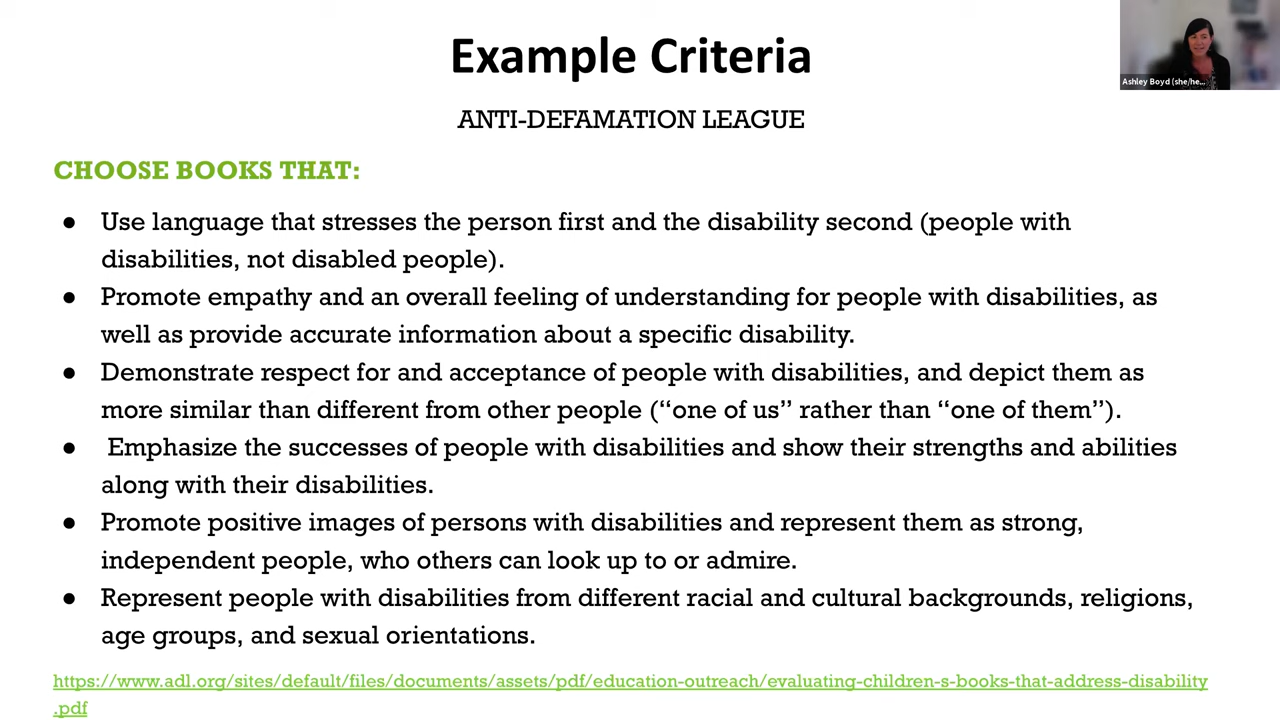 Example Criteria
Ashley Boyd (she/he...
ANTI-DEFAMATION LEAGUE
CHOOSE BOOKS THAT:
● Use language that stresses the person first and the disability second (people with
disabilities, not disabled people).
● Promote empathy and an overall feeling of understanding for people with disabilities, as
well as provide accurate information about a specific disability.
● Demonstrate respect for and acceptance of people with disabilities, and depict them as
more similar than different from other people (“one of us” rather than “one of them”).
● Emphasize the successes of people with disabilities and show their strengths and abilities
along with their disabilities.
● Promote positive images of persons with disabilities and represent them as strong,
independent people, who others can look up to or admire.
● Represent people with disabilities from different racial and cultural backgrounds, religions,
age groups, and sexual orientations.
https://www.adl.org/sites/default/files/documents/assets/pdf/education-outreach/evaluating-children-s-books-that-address-disability
.pdf